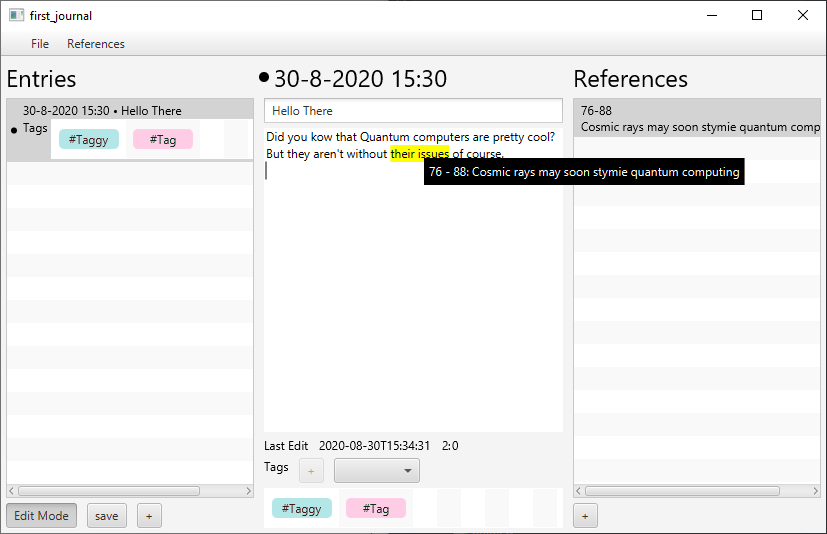 first_journal
File References
Entries
30-8-2020 15:30 • Hello There
Tags #Taggy #Tag
Edit Mode save +
• 30-8-2020 15:30
Hello There
Did you kow that Quantum computers are pretty cool?
But they aren't without their issues of course.
76 - 88: Cosmic rays may soon stymie quantum computing
Last Edit 2020-08-30T15:34:31 2:0
Tags +
#Taggy #Tag
References
76-88
Cosmic rays may soon stymie quantum comp
+